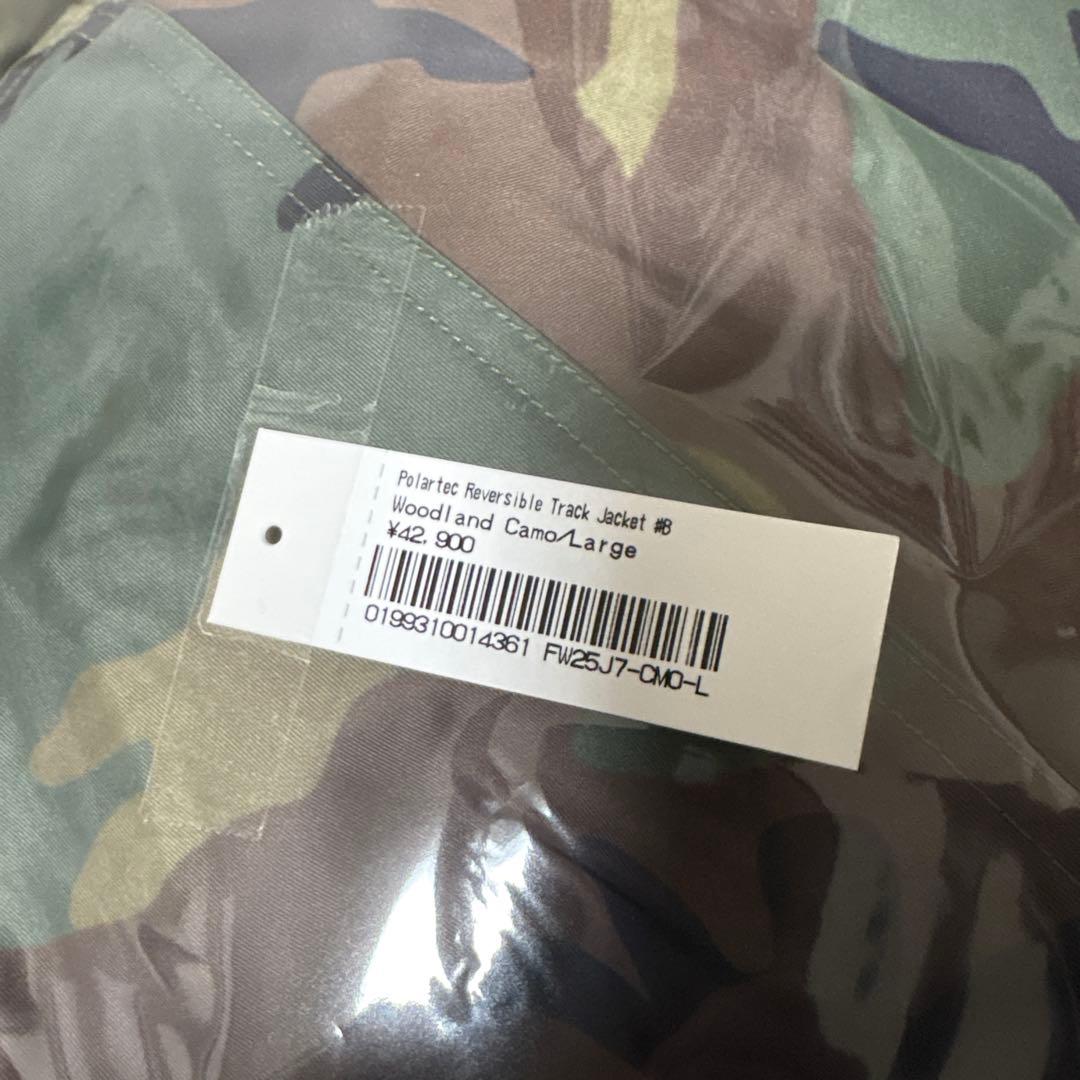 Polartec Reversible Track Jacket #8
Woodland Camo/Large
¥42,900
0199310014361 FW25J7-CMO-L